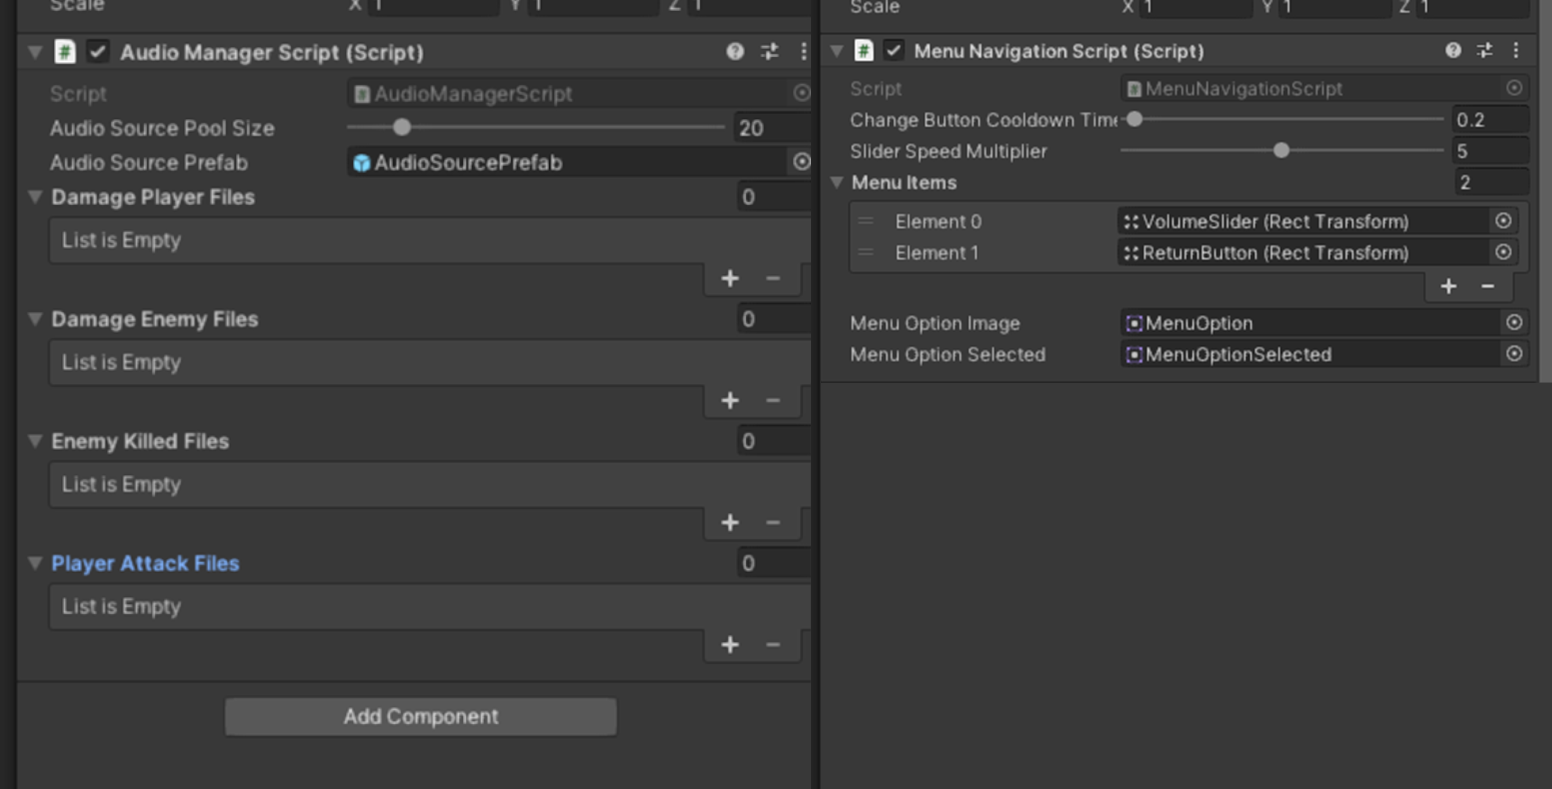 Scale X 1 Y 1 Z 1
Audio Manager Script (Script)
Script AudioManagerScript
Audio Source Pool Size 20
Audio Source Prefab AudioSourcePrefab
Damage Player Files 0
List is Empty
+ −
Damage Enemy Files 0
List is Empty
+ −
Enemy Killed Files 0
List is Empty
+ −
Player Attack Files 0
List is Empty
+ −
Add Component
Scale X 1 Y 1 Z 1
# Menu Navigation Script (Script)
Script MenuNavigationScript
Change Button Cooldown Time 0.2
Slider Speed Multiplier 5
Menu Items 2
Element 0 VolumeSlider (Rect Transform)
Element 1 ReturnButton (Rect Transform)
+ −
Menu Option Image MenuOption
Menu Option Selected MenuOptionSelected